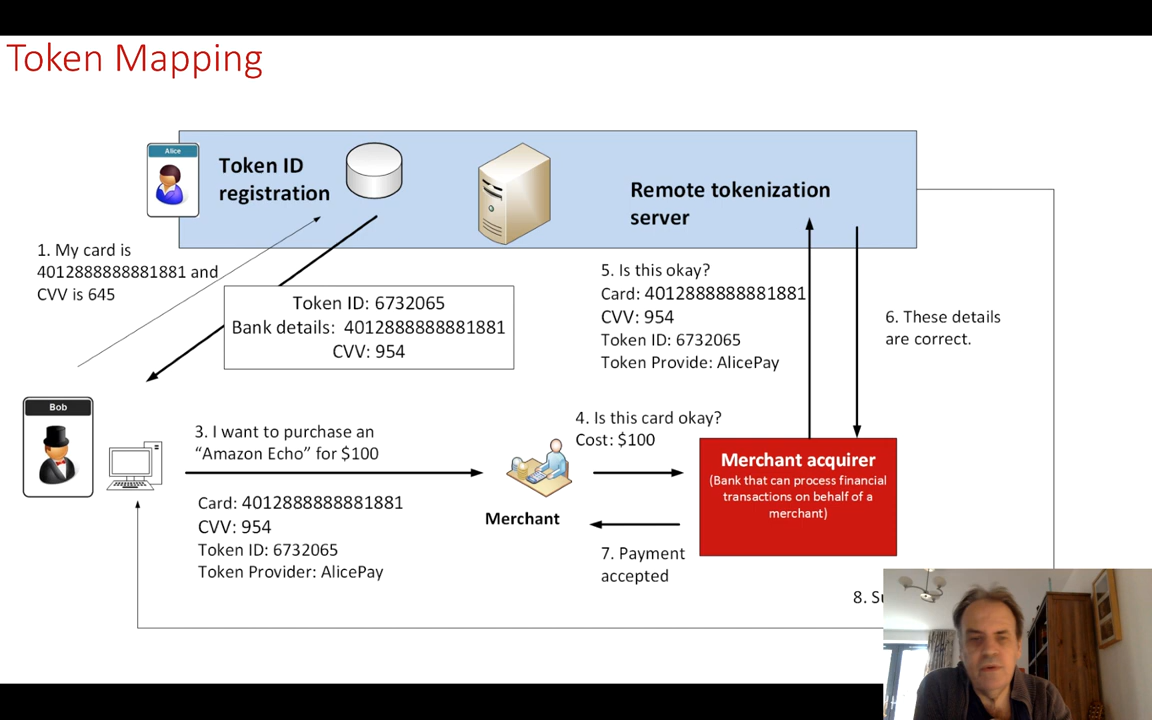 Token Mapping
Alice
Token ID
registration
Remote tokenization
server
1. My card is
4012888888881881 and
CVV is 645
Token ID: 6732065
Bank details: 4012888888881881
CVV: 954
5. Is this okay?
Card: 4012888888881881
CVV: 954
Token ID: 6732065
Token Provide: AlicePay
6. These details
are correct.
Bob
3. I want to purchase an
“Amazon Echo” for $100
Card: 4012888888881881
CVV: 954
Token ID: 6732065
Token Provider: AlicePay
Merchant
4. Is this card okay?
Cost: $100
Merchant acquirer
(Bank that can process financial
transactions on behalf of a
merchant)
7. Payment
accepted
8.